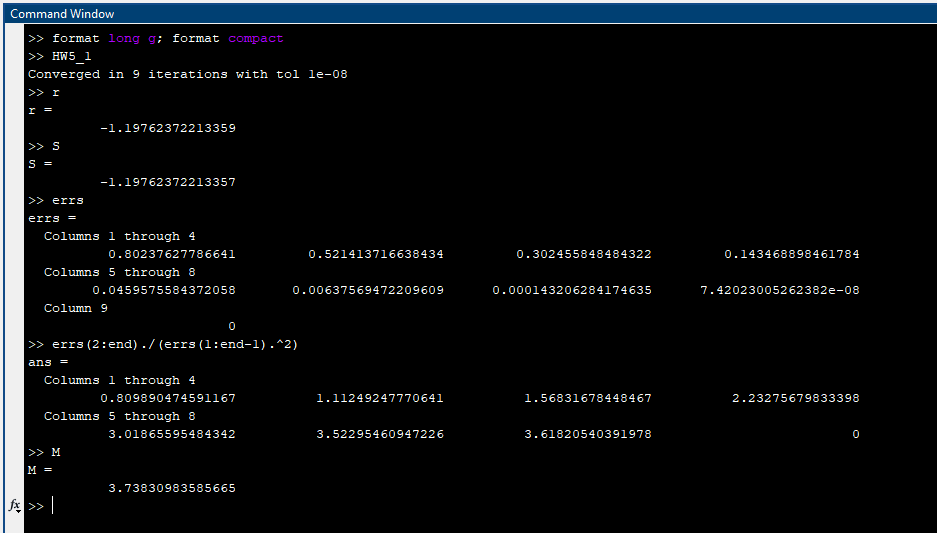 Command Window
>> format long g; format compact
>> HW5_1
Converged in 9 iterations with tol 1e-08
>> r
r =
-1.19762372213359
>> S
S =
-1.19762372213357
>> errs
errs =
Columns 1 through 4
0.80237627786641 0.521413716638434 0.302455848484322 0.143468898461784
Columns 5 through 8
0.0459575584372058 0.00637569472209609 0.000143206284174635 7.42023005262382e-08
Column 9
0
>> errs(2:end)./(errs(1:end-1).^2)
ans =
Columns 1 through 4
0.809890474591167 1.11249247770641 1.56831678448467 2.23275679833398
Columns 5 through 8
3.01865595484342 3.52295460947226 3.61820540391978 0
>> M
M =
3.73830983585665
fx >>